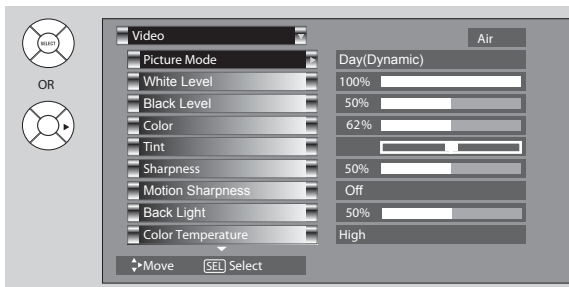 SELECT
OR
Video
Air
Picture Mode Day(Dynamic)
White Level 100%
Black Level 50%
Color 62%
Tint
Sharpness 50%
Motion Sharpness Off
Back Light 50%
Color Temperature High
Move SEL Select